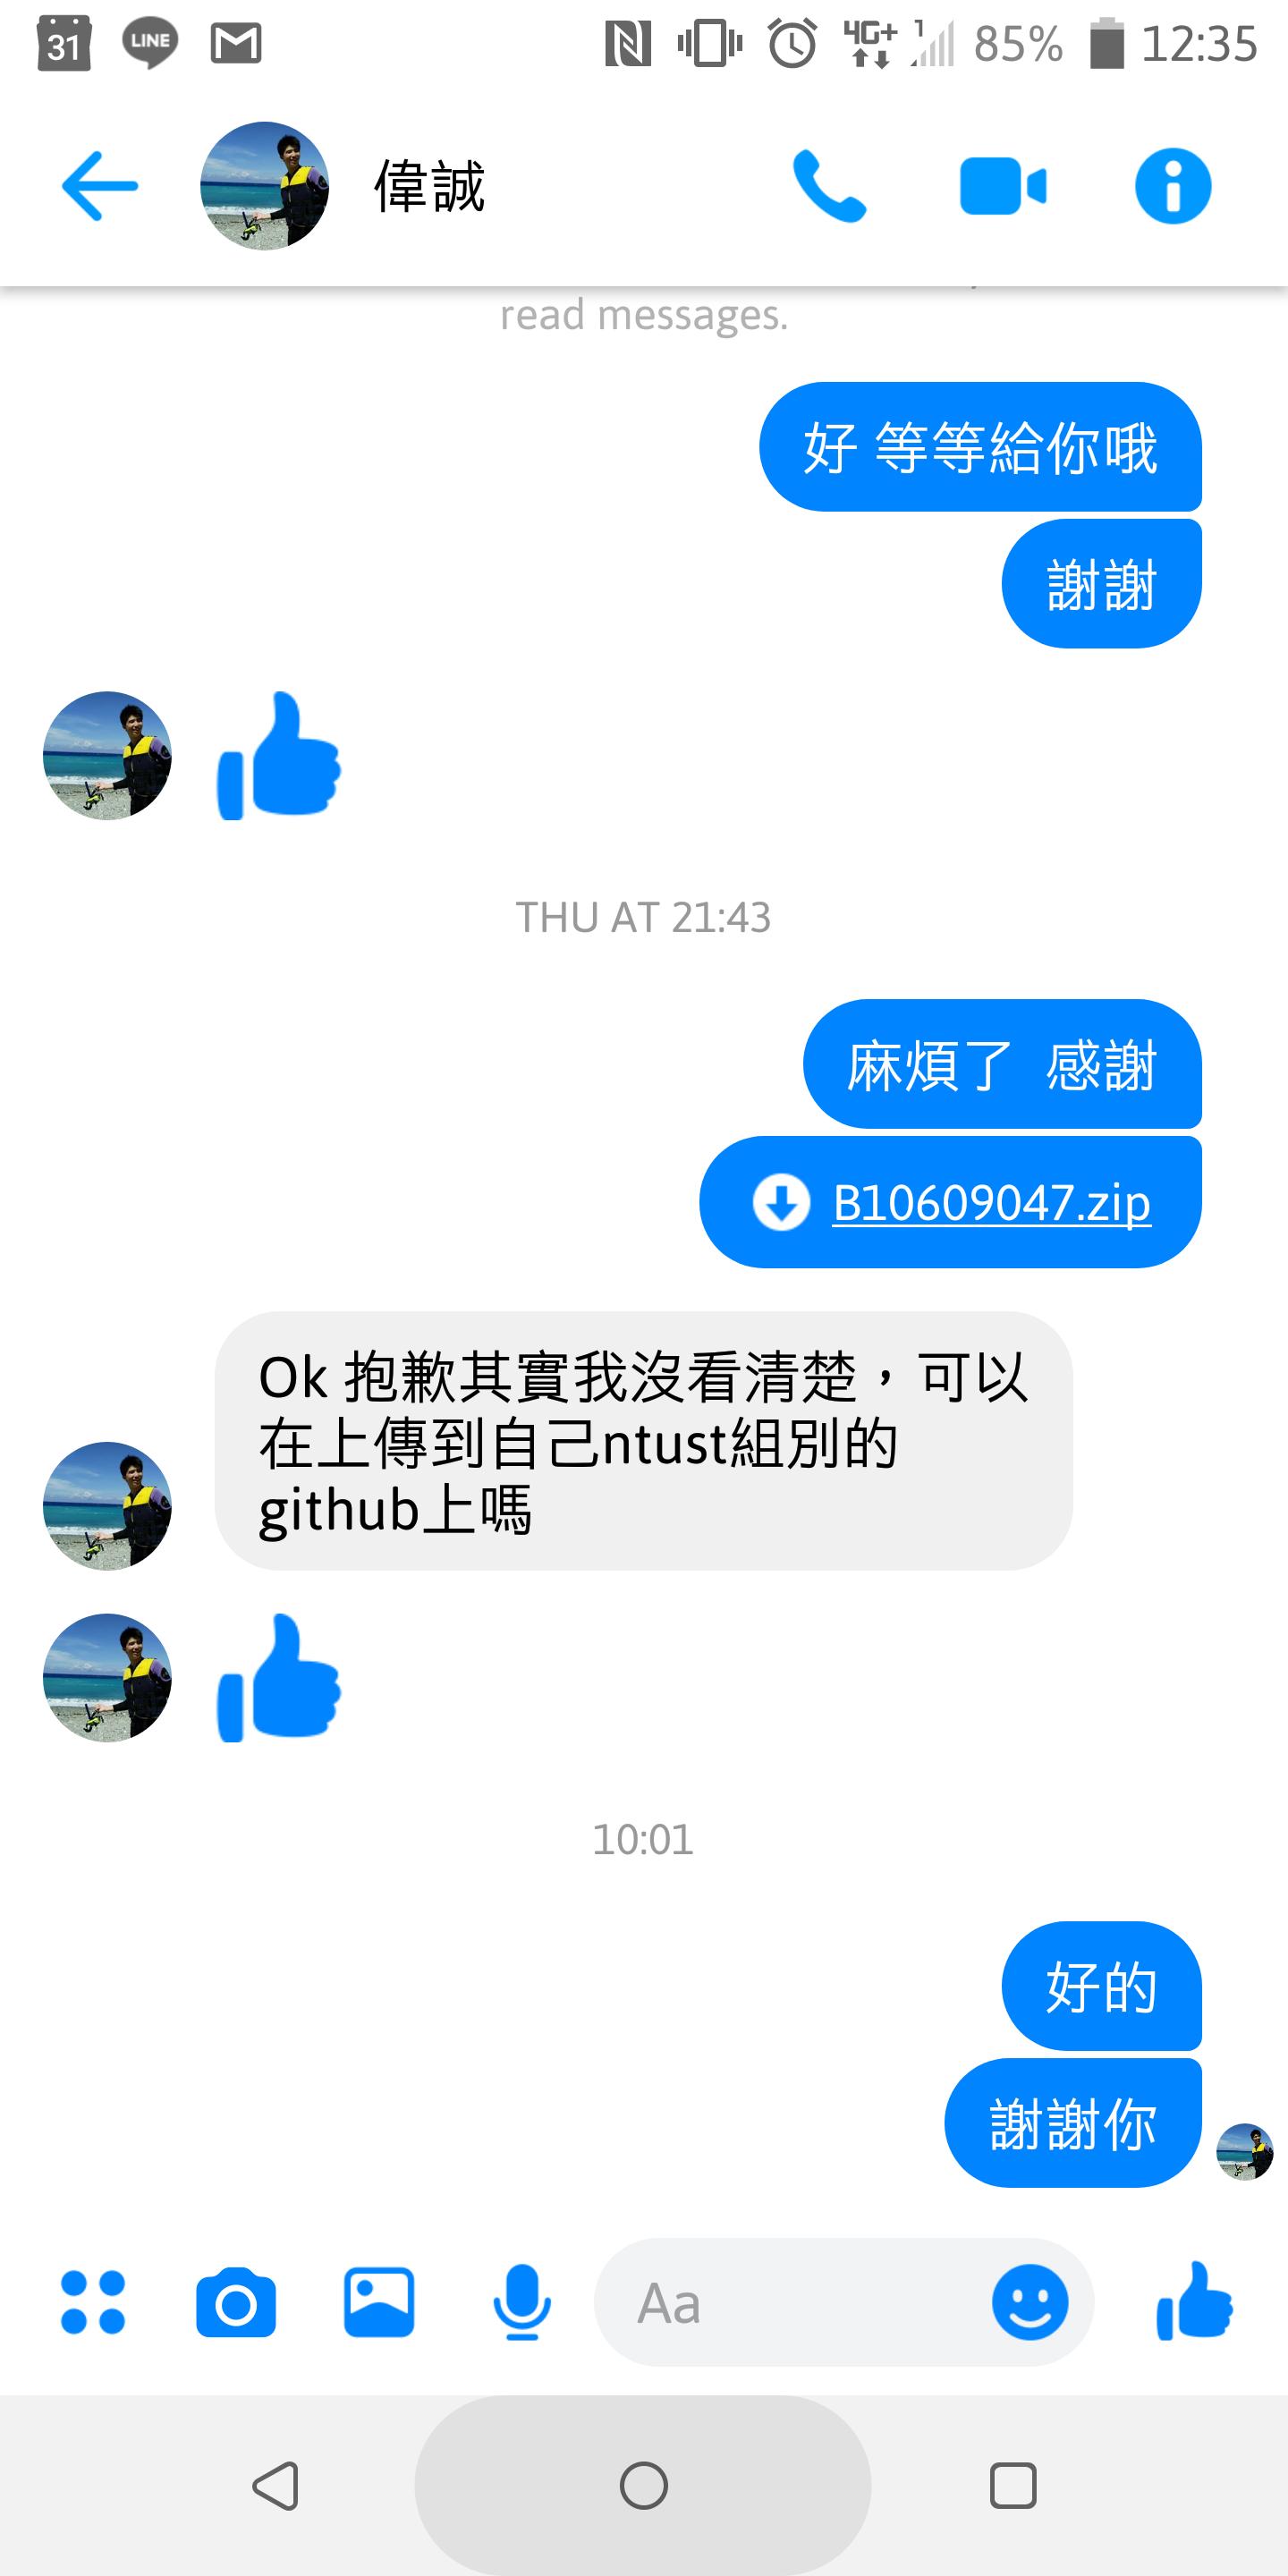 31 LINE 4G+ 1 85% 12:35
偉誠
read messages.
好 等等給你哦
謝謝
THU AT 21:43
麻煩了 感謝
B10609047.zip
Ok 抱歉其實我沒看清楚，可以
在上傳到自己ntust組別的
github上嗎
10:01
好的
謝謝你
Aa